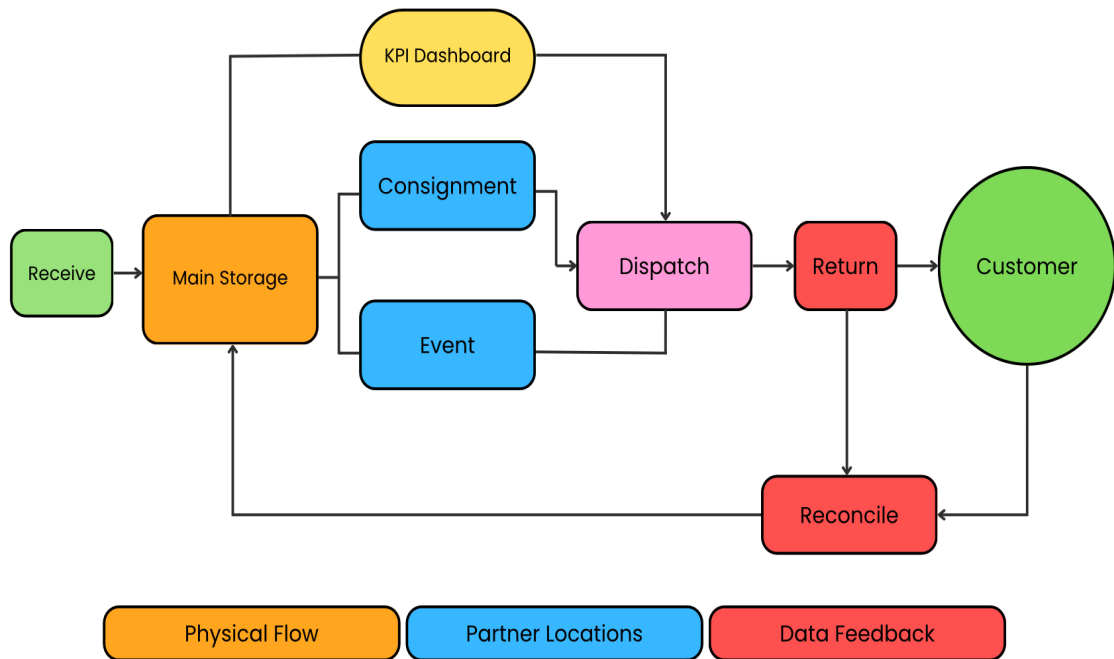 KPI Dashboard
Consignment
Receive
Main Storage
Dispatch
Return
Customer
Event
Reconcile
Physical Flow
Partner Locations
Data Feedback